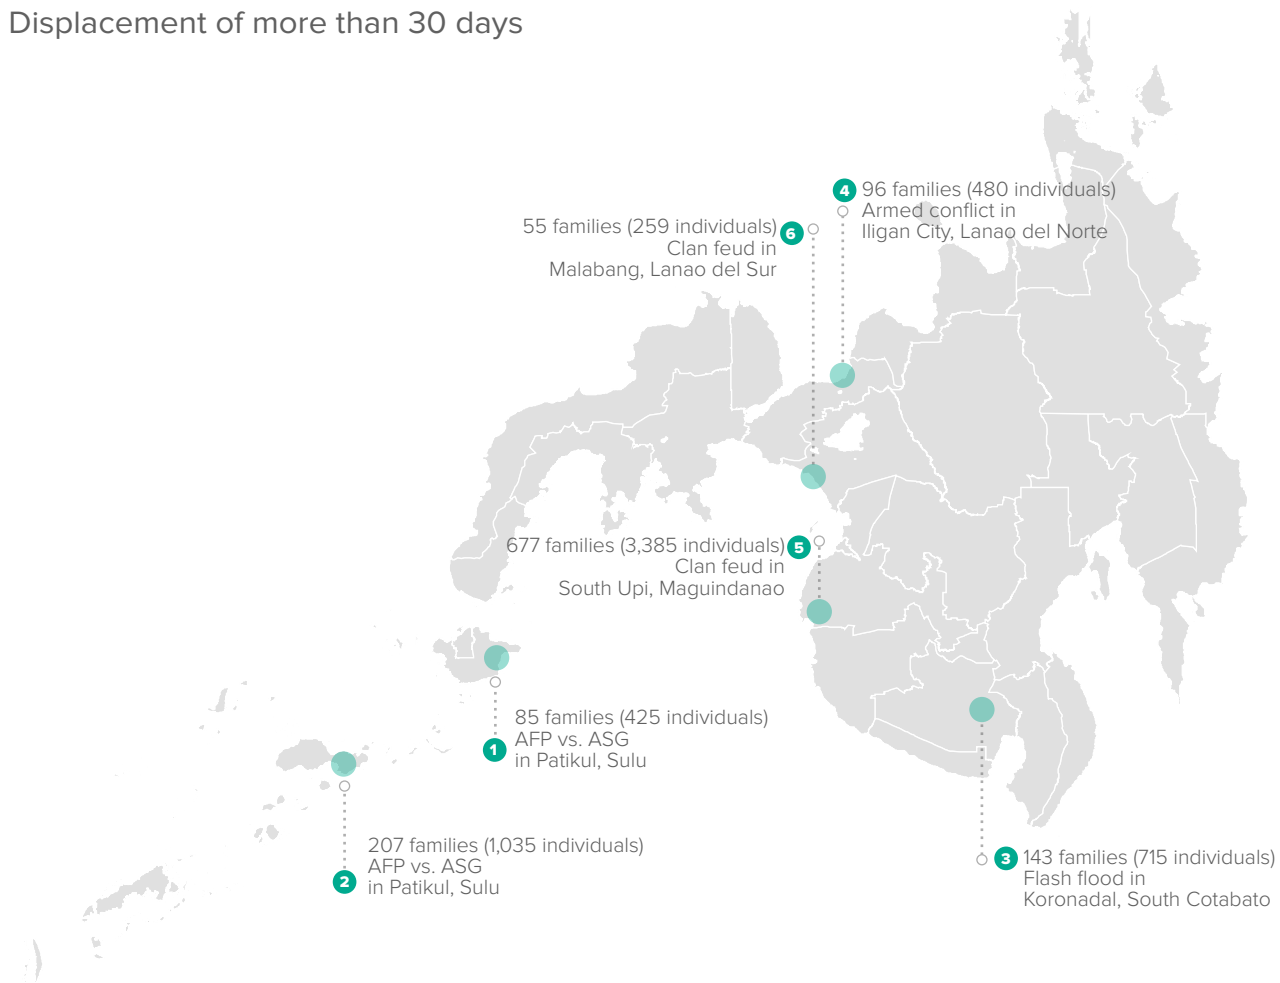 Displacement of more than 30 days
4 96 families (480 individuals)
Armed conflict in
Iligan City, Lanao del Norte
55 families (259 individuals) 6
Clan feud in
Malabang, Lanao del Sur
677 families (3,385 individuals) 5
Clan feud in
South Upi, Maguindanao
85 families (425 individuals)
AFP vs. ASG
1 in Patikul, Sulu
207 families (1,035 individuals)
AFP vs. ASG
2 in Patikul, Sulu
3 143 families (715 individuals)
Flash flood in
Koronadal, South Cotabato